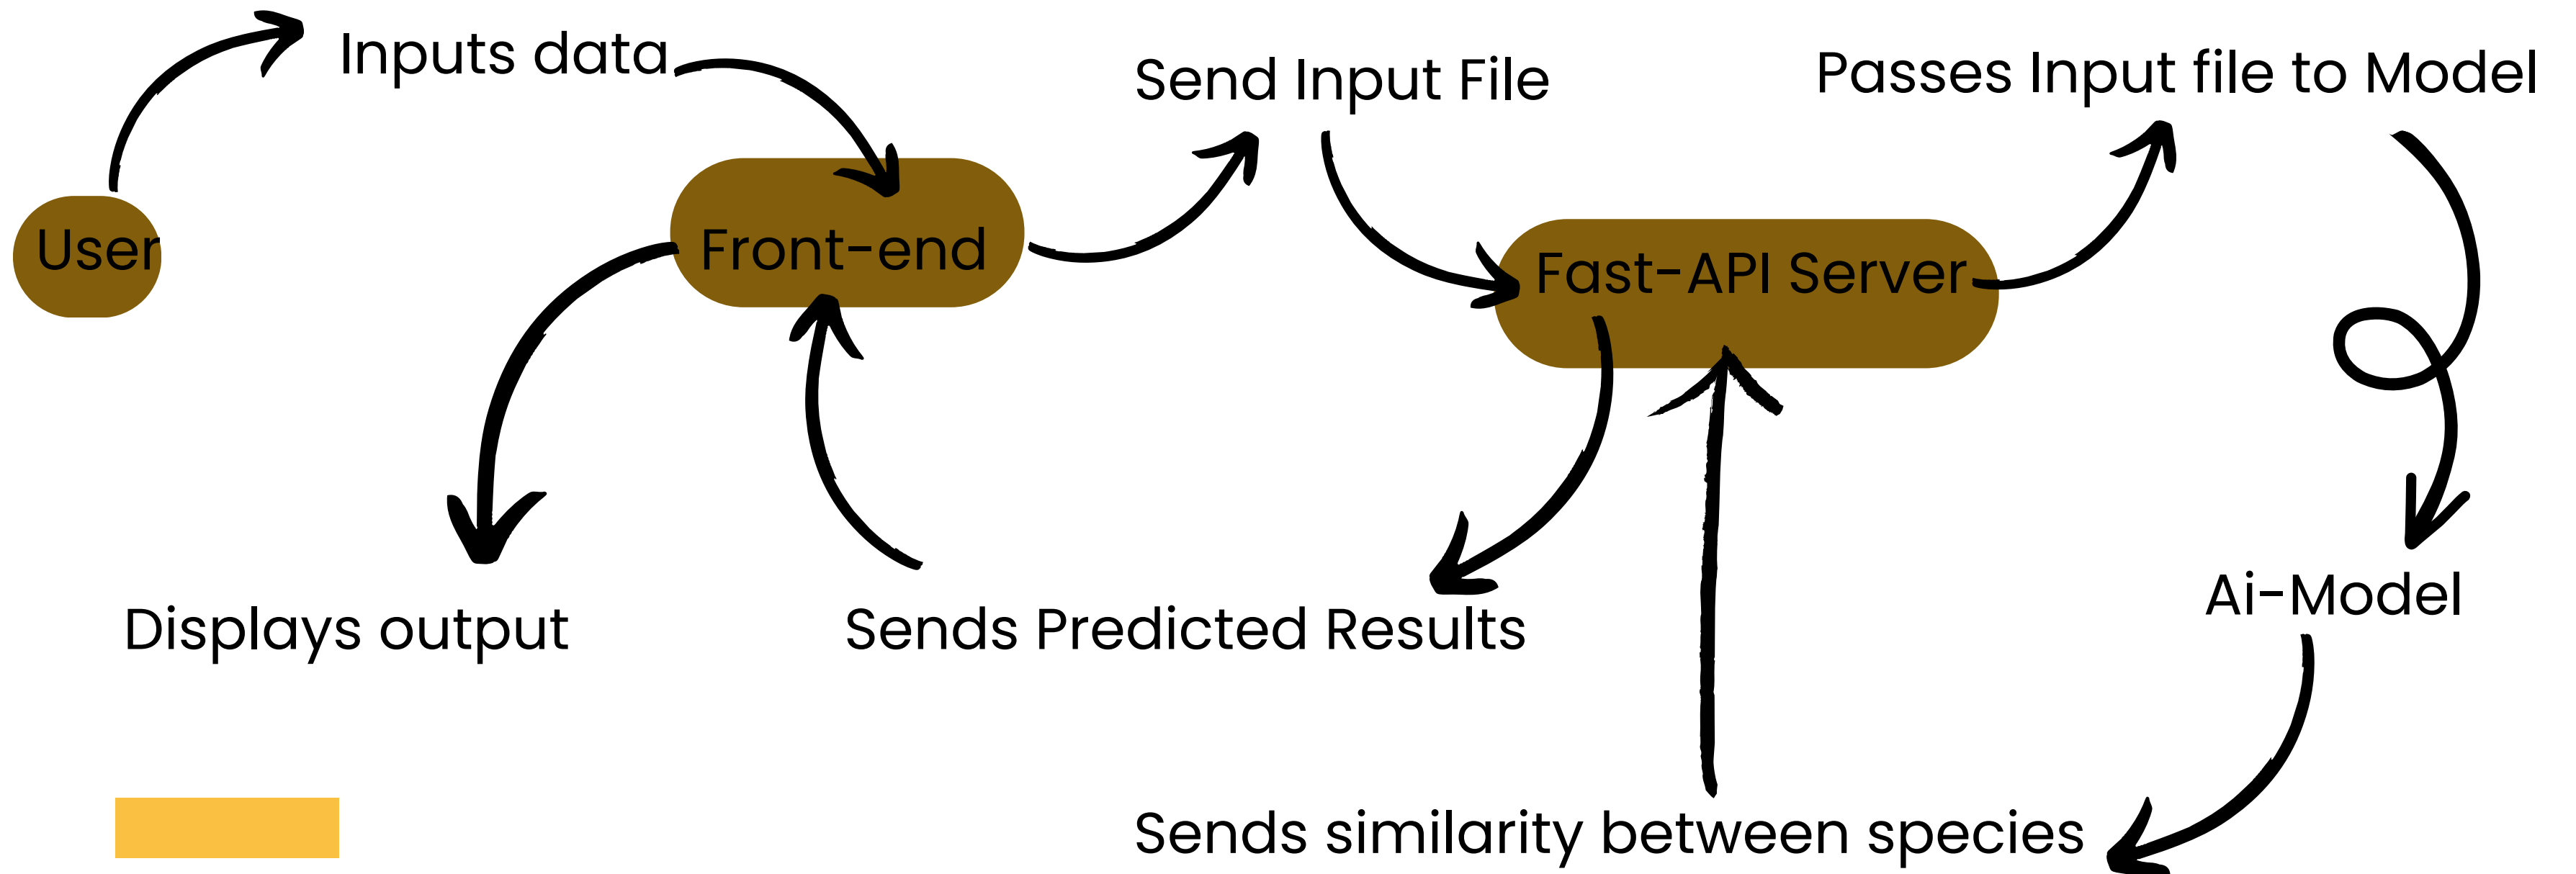 Inputs data
Send Input File
Passes Input file to Model
User
Front-end
Fast-API Server
Displays output
Sends Predicted Results
Ai-Model
Sends similarity between species